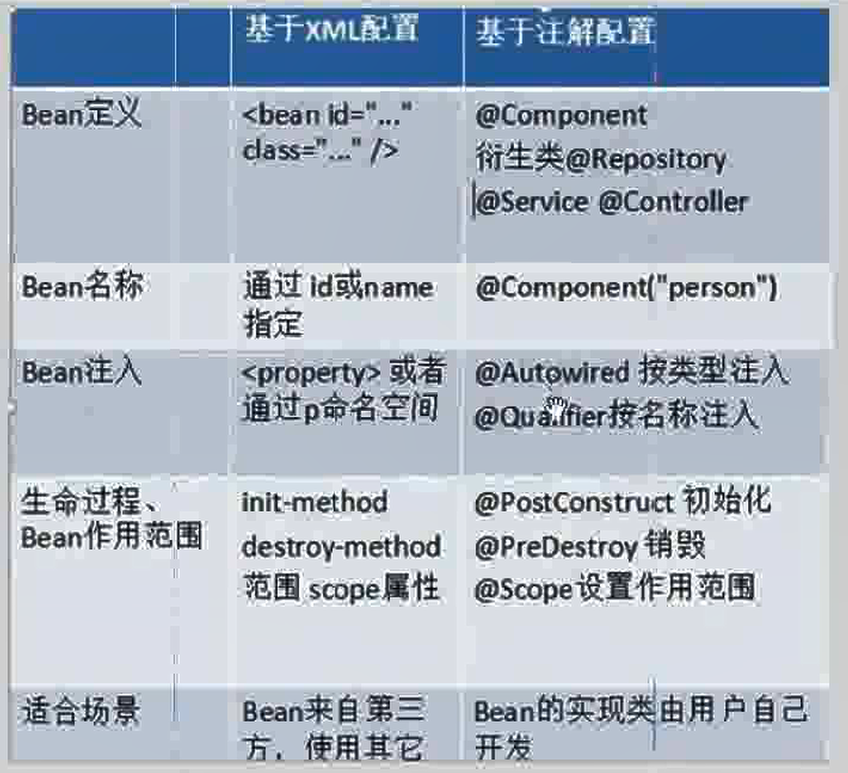 基于XML配置
基于注解配置
Bean定义
<bean id="..."
class="..." />
@Component
衍生类@Repository
@Service @Controller
Bean名称
通过 id或name
指定
@Component("person")
Bean注入
<property> 或者
通过p命名空间
@Autowired 按类型注入
@Qualifier按名称注入
生命过程、
Bean作用范围
init-method
destroy-method
范围 scope属性
@PostConstruct 初始化
@PreDestroy 销毁
@Scope设置作用范围
适合场景
Bean来自第三
方，使用其它
Bean的实现类由用户自己
开发